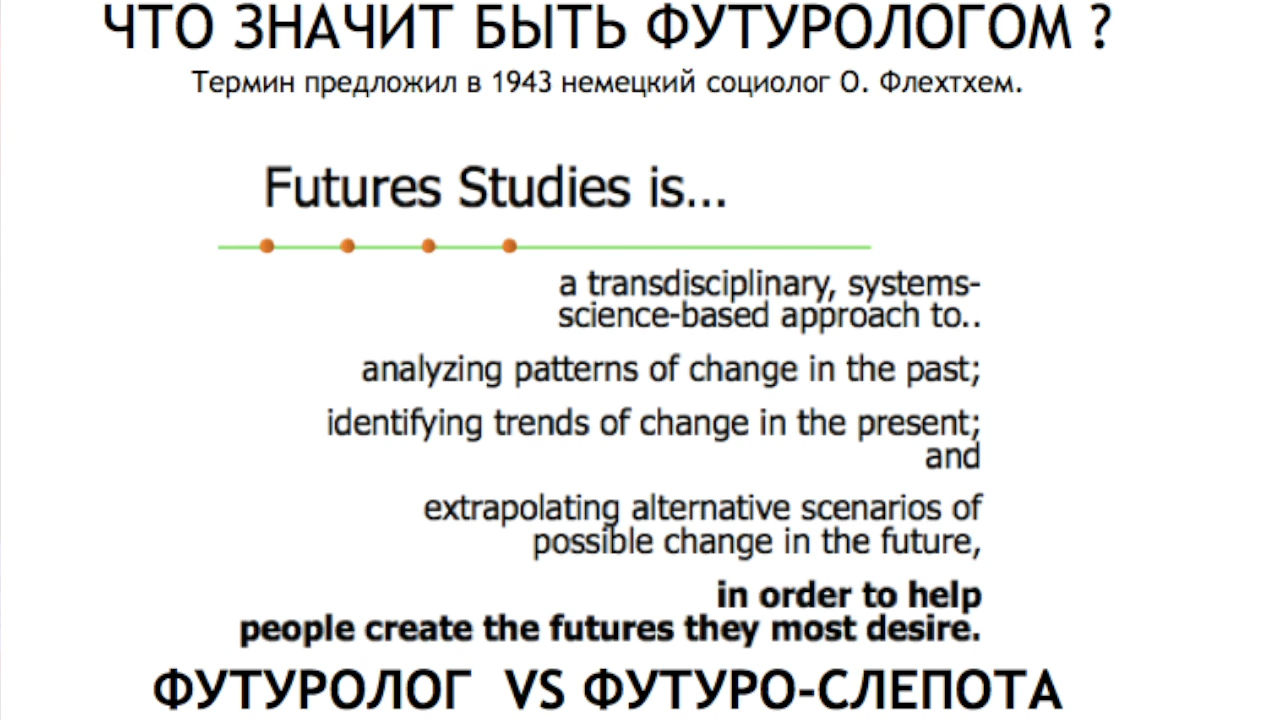 ЧТО ЗНАЧИТ БЫТЬ ФУТУРОЛОГОМ ?
Термин предложил в 1943 немецкий социолог О. Флехтхем.
Futures Studies is...
a transdisciplinary, systems-
science-based approach to..
analyzing patterns of change in the past;
identifying trends of change in the present;
and
extrapolating alternative scenarios of
possible change in the future,
in order to help
people create the futures they most desire.
ФУТУРОЛОГ VS ФУТУРО-СЛЕПОТА